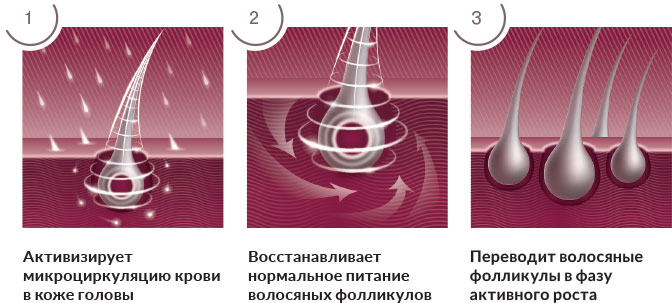 1
Активизирует
микроциркуляцию крови
в коже головы
2
Восстанавливает
нормальное питание
волосяных фолликулов
3
Переводит волосяные
фолликулы в фазу
активного роста